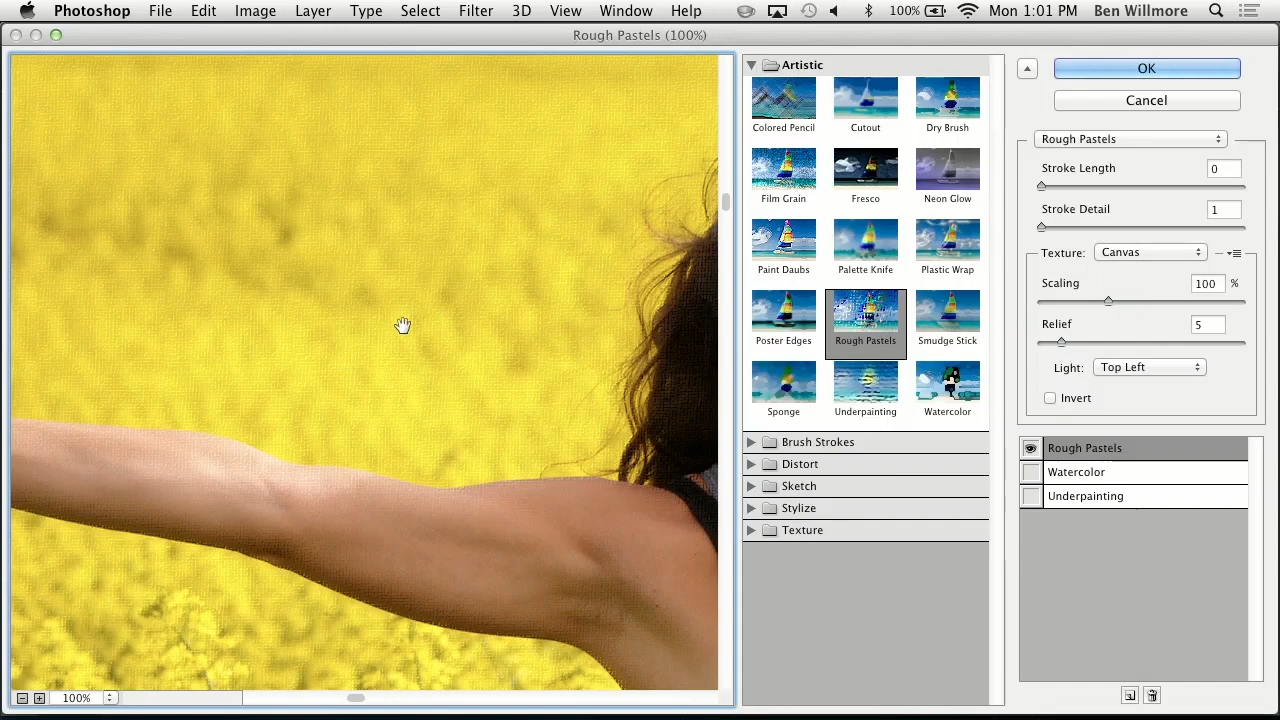 Photoshop File Edit Image Layer Type Select Filter 3D View Window Help 100% Mon 1:01 PM Ben Willmore
Rough Pastels (100%)
Artistic
Colored Pencil Cutout Dry Brush
Film Grain Fresco Neon Glow
Paint Daubs Palette Knife Plastic Wrap
Poster Edges Rough Pastels Smudge Stick
Sponge Underpainting Watercolor
Brush Strokes
Distort
Sketch
Stylize
Texture
OK
Cancel
Rough Pastels
Stroke Length 0
Stroke Detail 1
Texture: Canvas
Scaling 100 %
Relief 5
Light: Top Left
Invert
Rough Pastels
Watercolor
Underpainting
100%